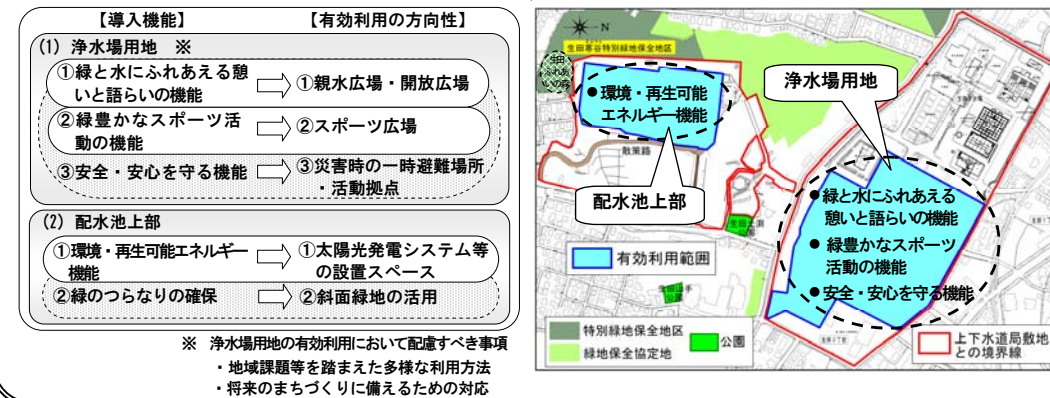 【導入機能】 【有効利用の方向性】
(1) 浄水場用地 ※
①緑と水にふれあえる憩
いと語らいの機能
①親水広場・開放広場
②緑豊かなスポーツ活
動の機能
②スポーツ広場
③安全・安心を守る機能
③災害時の一時避難場所
・活動拠点
(2) 配水池上部
①環境・再生可能エネルギー
機能
①太陽光発電システム等
の設置スペース
②緑のつらなりの確保
②斜面緑地の活用
※ 浄水場用地の有効利用において配慮すべき事項
・地域課題等を踏まえた多様な利用方法
・将来のまちづくりに備えるための対応
N
生田寒谷特別緑地保全地区
生田
ふれあ
いの森
●環境・再生可能
エネルギー機能
浄水場用地
散策路
配水池上部
●緑と水にふれあえる
憩いと語らいの機能
● 緑豊かなスポーツ
活動の機能
●安全・安心を守る機能
公園
有効利用範囲
生田山手
公園
特別緑地保全地区
緑地保全協定地
公園
上下水道局敷地
との境界線